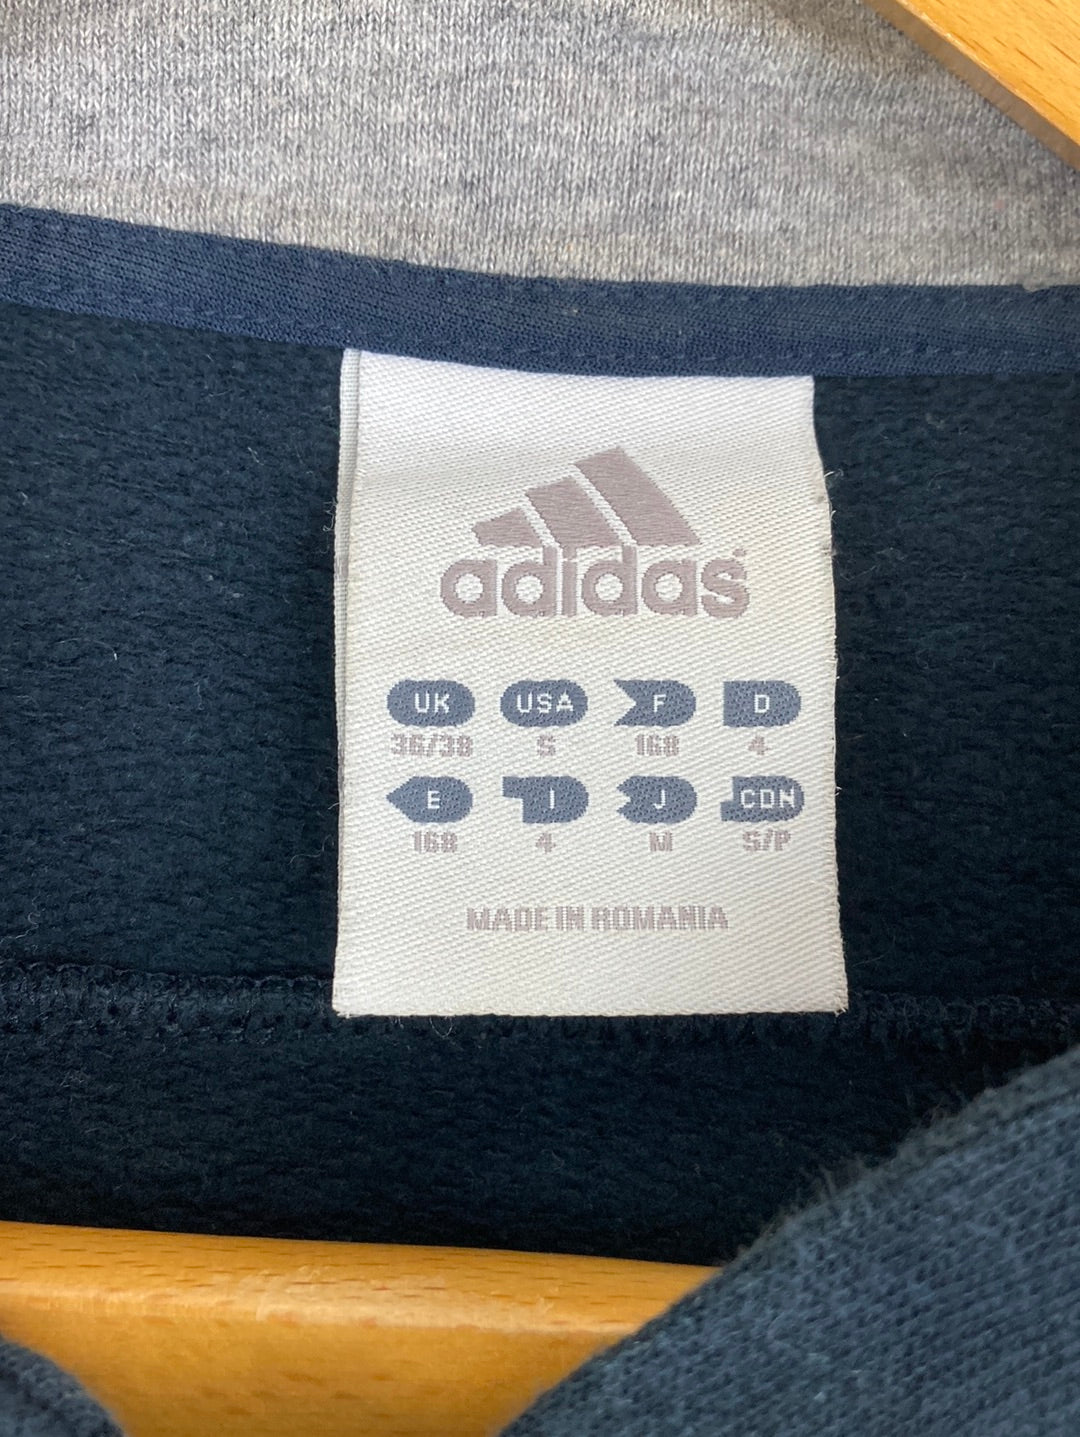 adidas®
UK USA F D
36/38 S 168 4
E I J CDN
168 4 M S/P
MADE IN ROMANIA